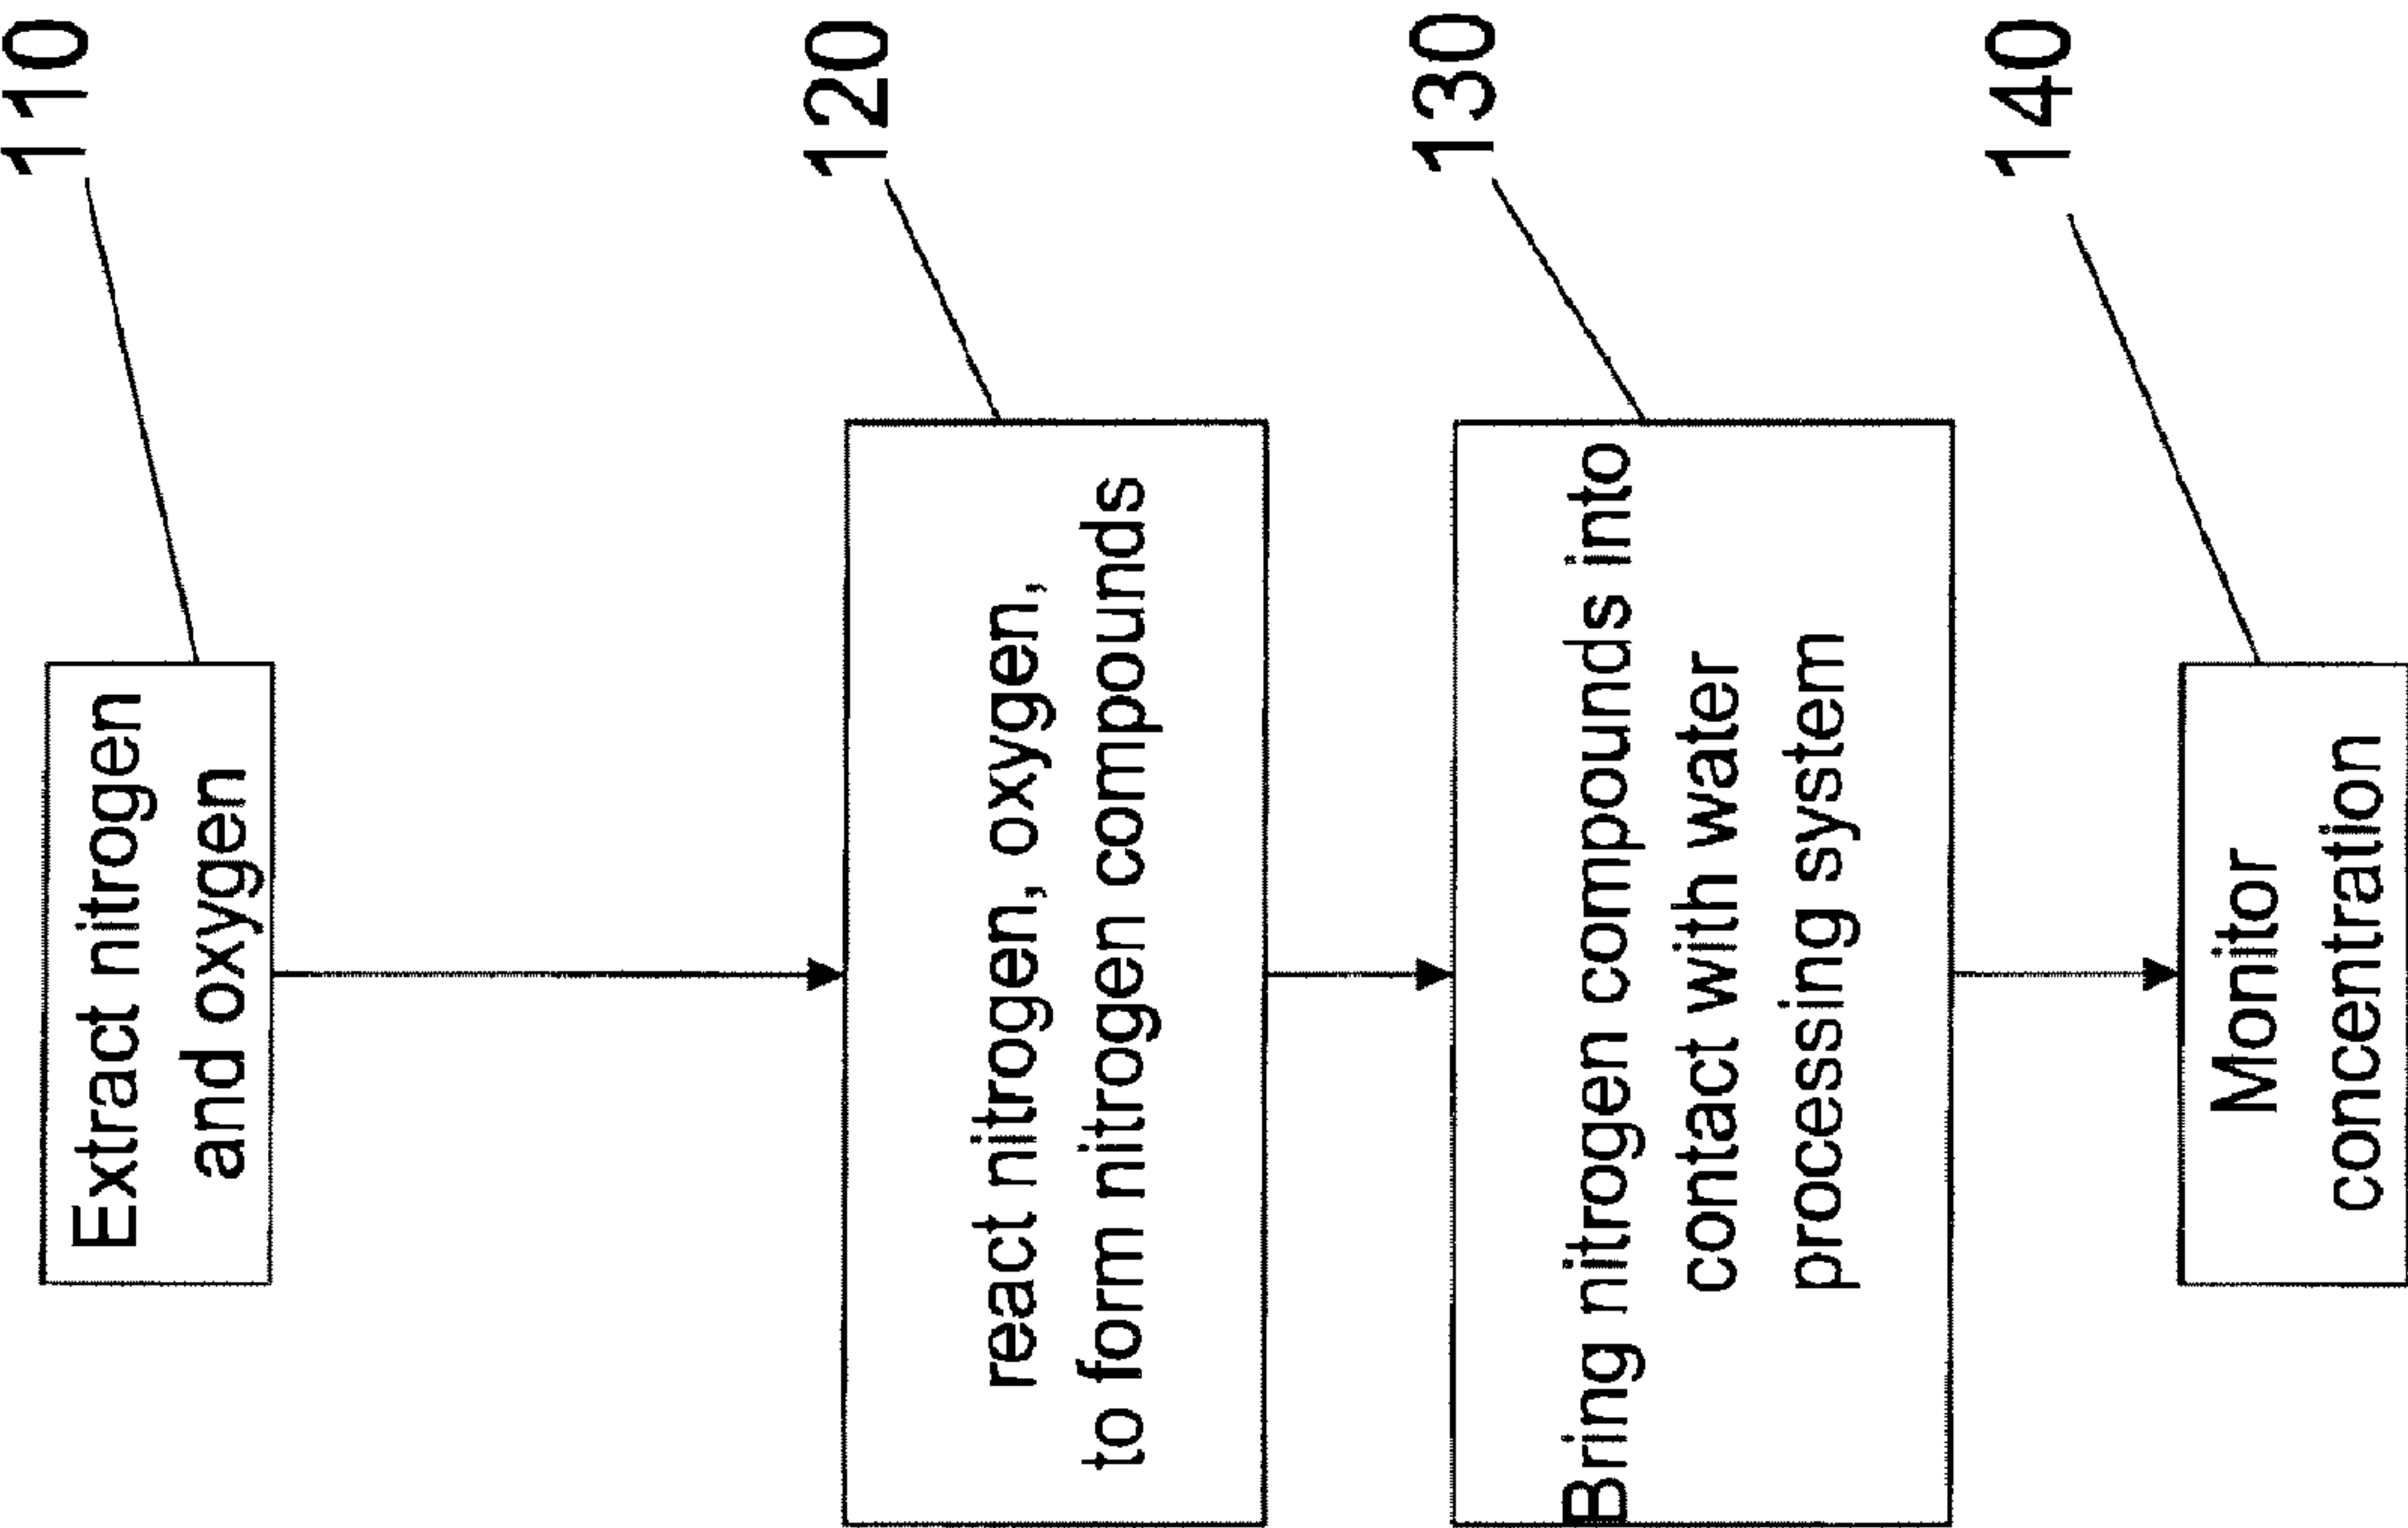 110
Extract nitrogen
and oxygen
120
react nitrogen, oxygen,
to form nitrogen compounds
130
Bring nitrogen compounds into
contact with water
processing system
140
Monitor
concentration